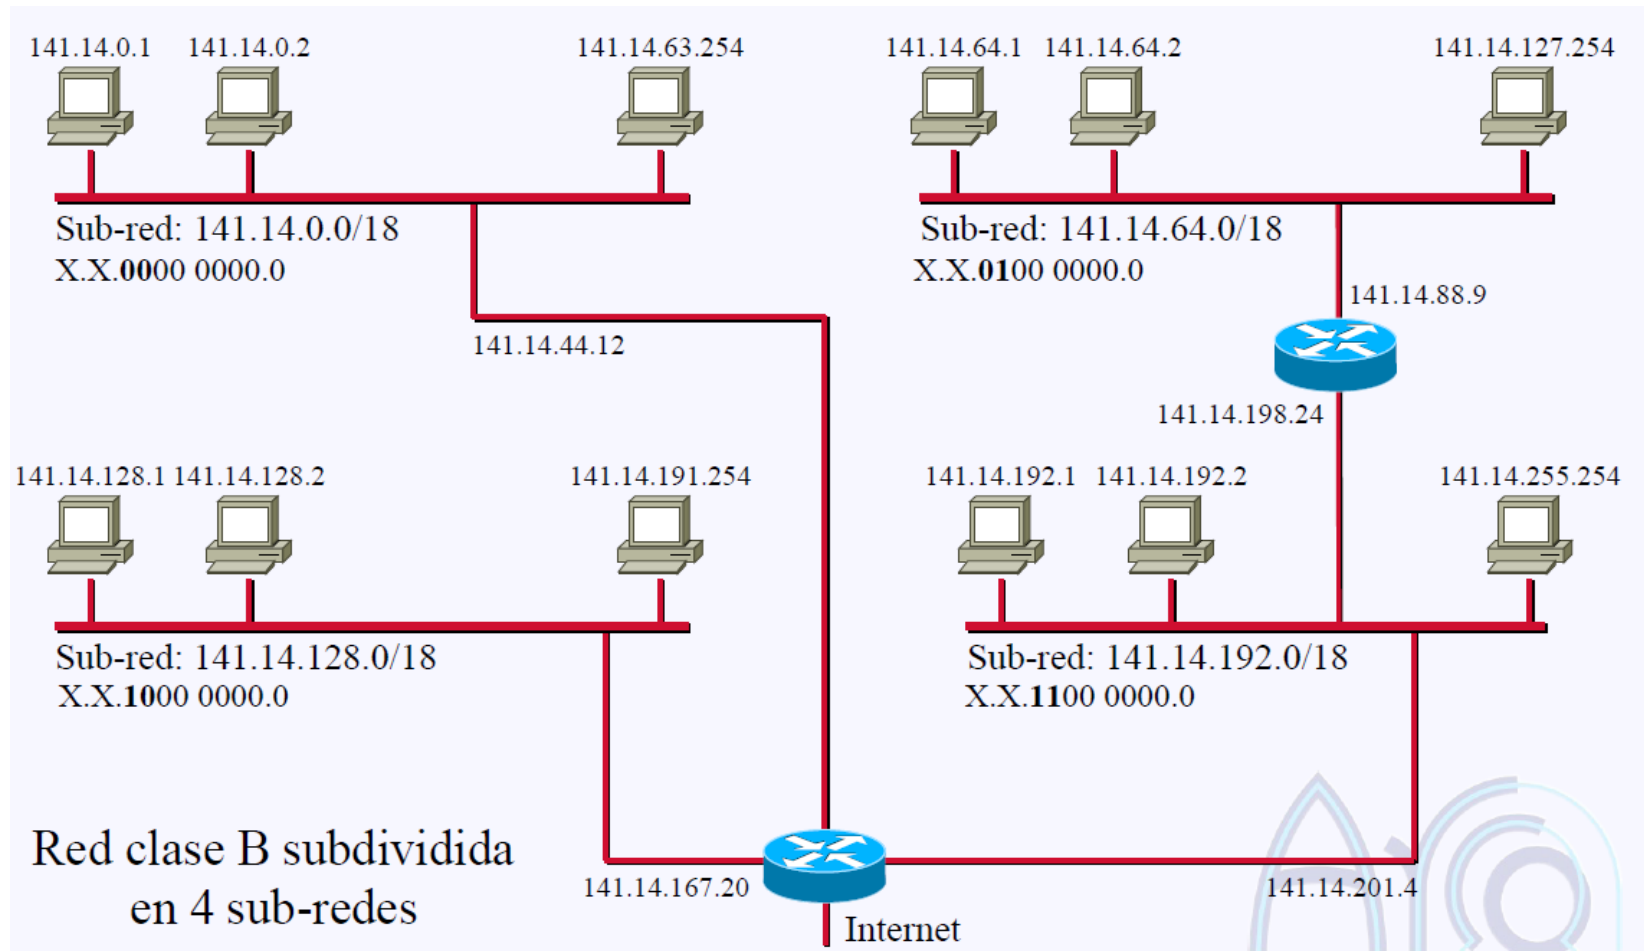 141.14.0.1
141.14.0.2
141.14.63.254
141.14.64.1
141.14.64.2
141.14.127.254
Sub-red: 141.14.0.0/18
X.X.0000 0000.0
Sub-red: 141.14.64.0/18
X.X.0100 0000.0
141.14.88.9
141.14.44.12
141.14.198.24
141.14.128.1
141.14.128.2
141.14.191.254
141.14.192.1
141.14.192.2
141.14.255.254
Sub-red: 141.14.128.0/18
X.X.1000 0000.0
Sub-red: 141.14.192.0/18
X.X.1100 0000.0
Red clase B subdividida
en 4 sub-redes
141.14.167.20
141.14.201.4
Internet